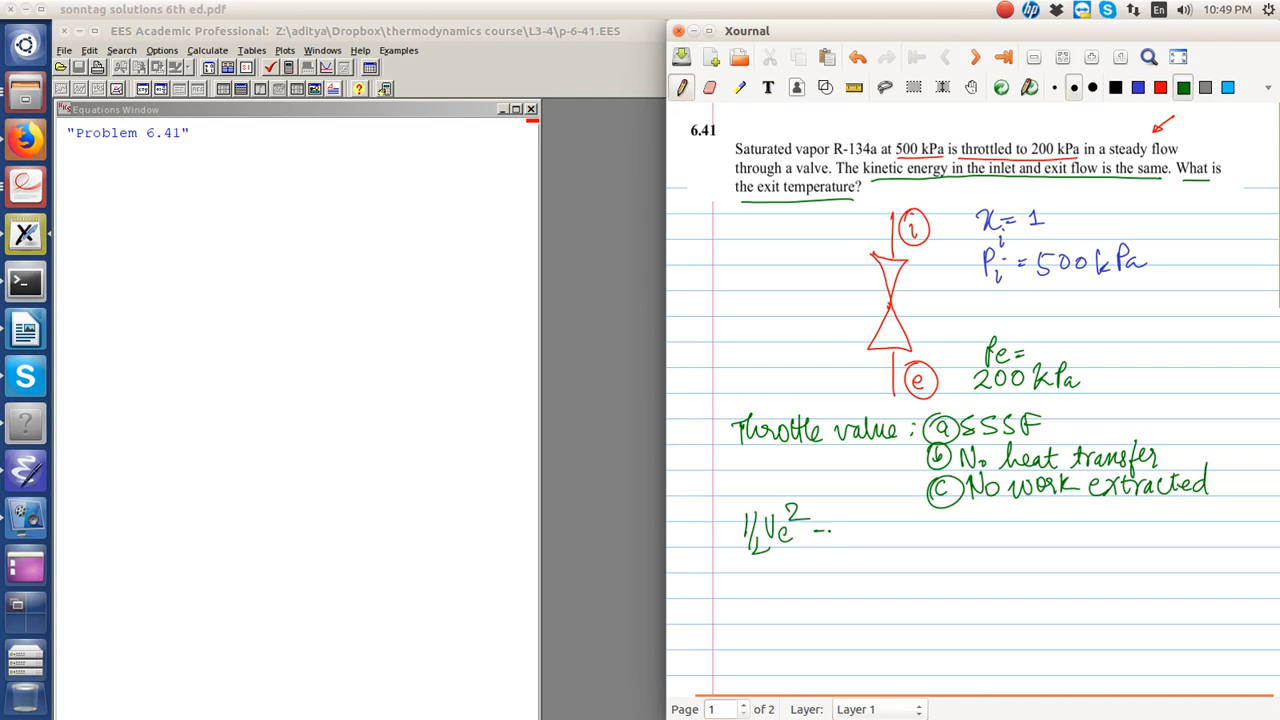 sonntag solutions 6th ed.pdf
En 10:49 PM
EES Academic Professional: Z:\aditya\Dropbox\thermodynamics course\L3-4\p-6-41.EES
File Edit Search Options Calculate Tables Plots Windows Help Examples
Equations Window
"Problem 6.41"
Xournal
6.41
Saturated vapor R-134a at 500 kPa is throttled to 200 kPa in a steady flow
through a valve. The kinetic energy in the inlet and exit flow is the same. What is
the exit temperature?
i
xi = 1
Pi = 500 kPa
Pe =
200 kPa
e
Throttle value : a SSSF
b No heat transfer
c No work extracted
1/2 Ve² -
Page 1 of 2 Layer: Layer 1